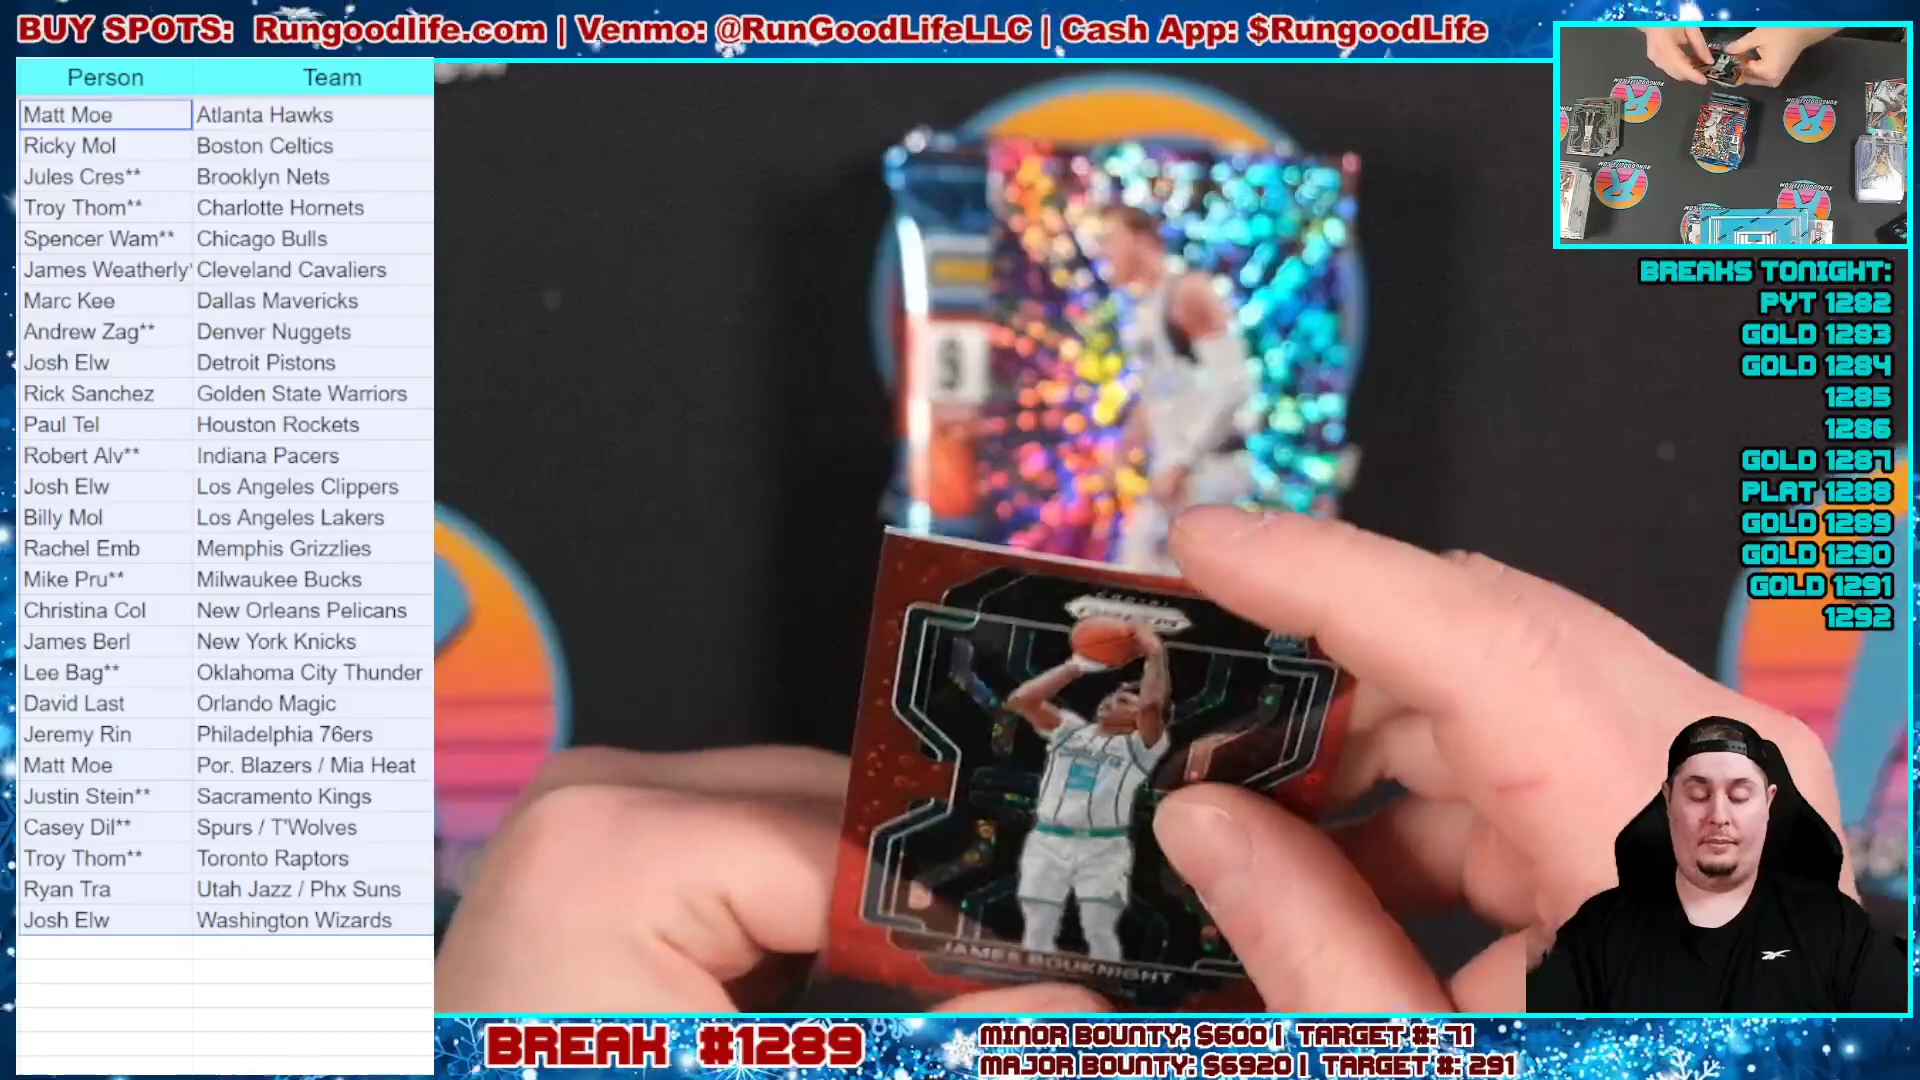 BUY SPOTS: Rungoodlife.com | Venmo: @RunGoodLifeLLC | Cash App: $RungoodLife
Person Team
Matt Moe Atlanta Hawks
Ricky Mol Boston Celtics
Jules Cres** Brooklyn Nets
Troy Thom** Charlotte Hornets
Spencer Wam** Chicago Bulls
James Weatherly* Cleveland Cavaliers
Marc Kee Dallas Mavericks
Andrew Zag** Denver Nuggets
Josh Elw Detroit Pistons
Rick Sanchez Golden State Warriors
Paul Tel Houston Rockets
Robert Alv** Indiana Pacers
Josh Elw Los Angeles Clippers
Billy Mol Los Angeles Lakers
Rachel Emb Memphis Grizzlies
Mike Pru** Milwaukee Bucks
Christina Col New Orleans Pelicans
James Berl New York Knicks
Lee Bag** Oklahoma City Thunder
David Last Orlando Magic
Jeremy Rin Philadelphia 76ers
Matt Moe Por. Blazers / Mia Heat
Justin Stein** Sacramento Kings
Casey Dil** Spurs / T'Wolves
Troy Thom** Toronto Raptors
Ryan Tra Utah Jazz / Phx Suns
Josh Elw Washington Wizards
PRIZM
JAMES BOUKNIGHT
BREAKS TONIGHT:
PYT 1282
GOLD 1283
GOLD 1284
1285
1286
GOLD 1287
PLAT 1288
GOLD 1289
GOLD 1290
GOLD 1291
1292
BREAK #1289
MINOR BOUNTY: $600 | TARGET #: 71
MAJOR BOUNTY: $6920 | TARGET #: 291